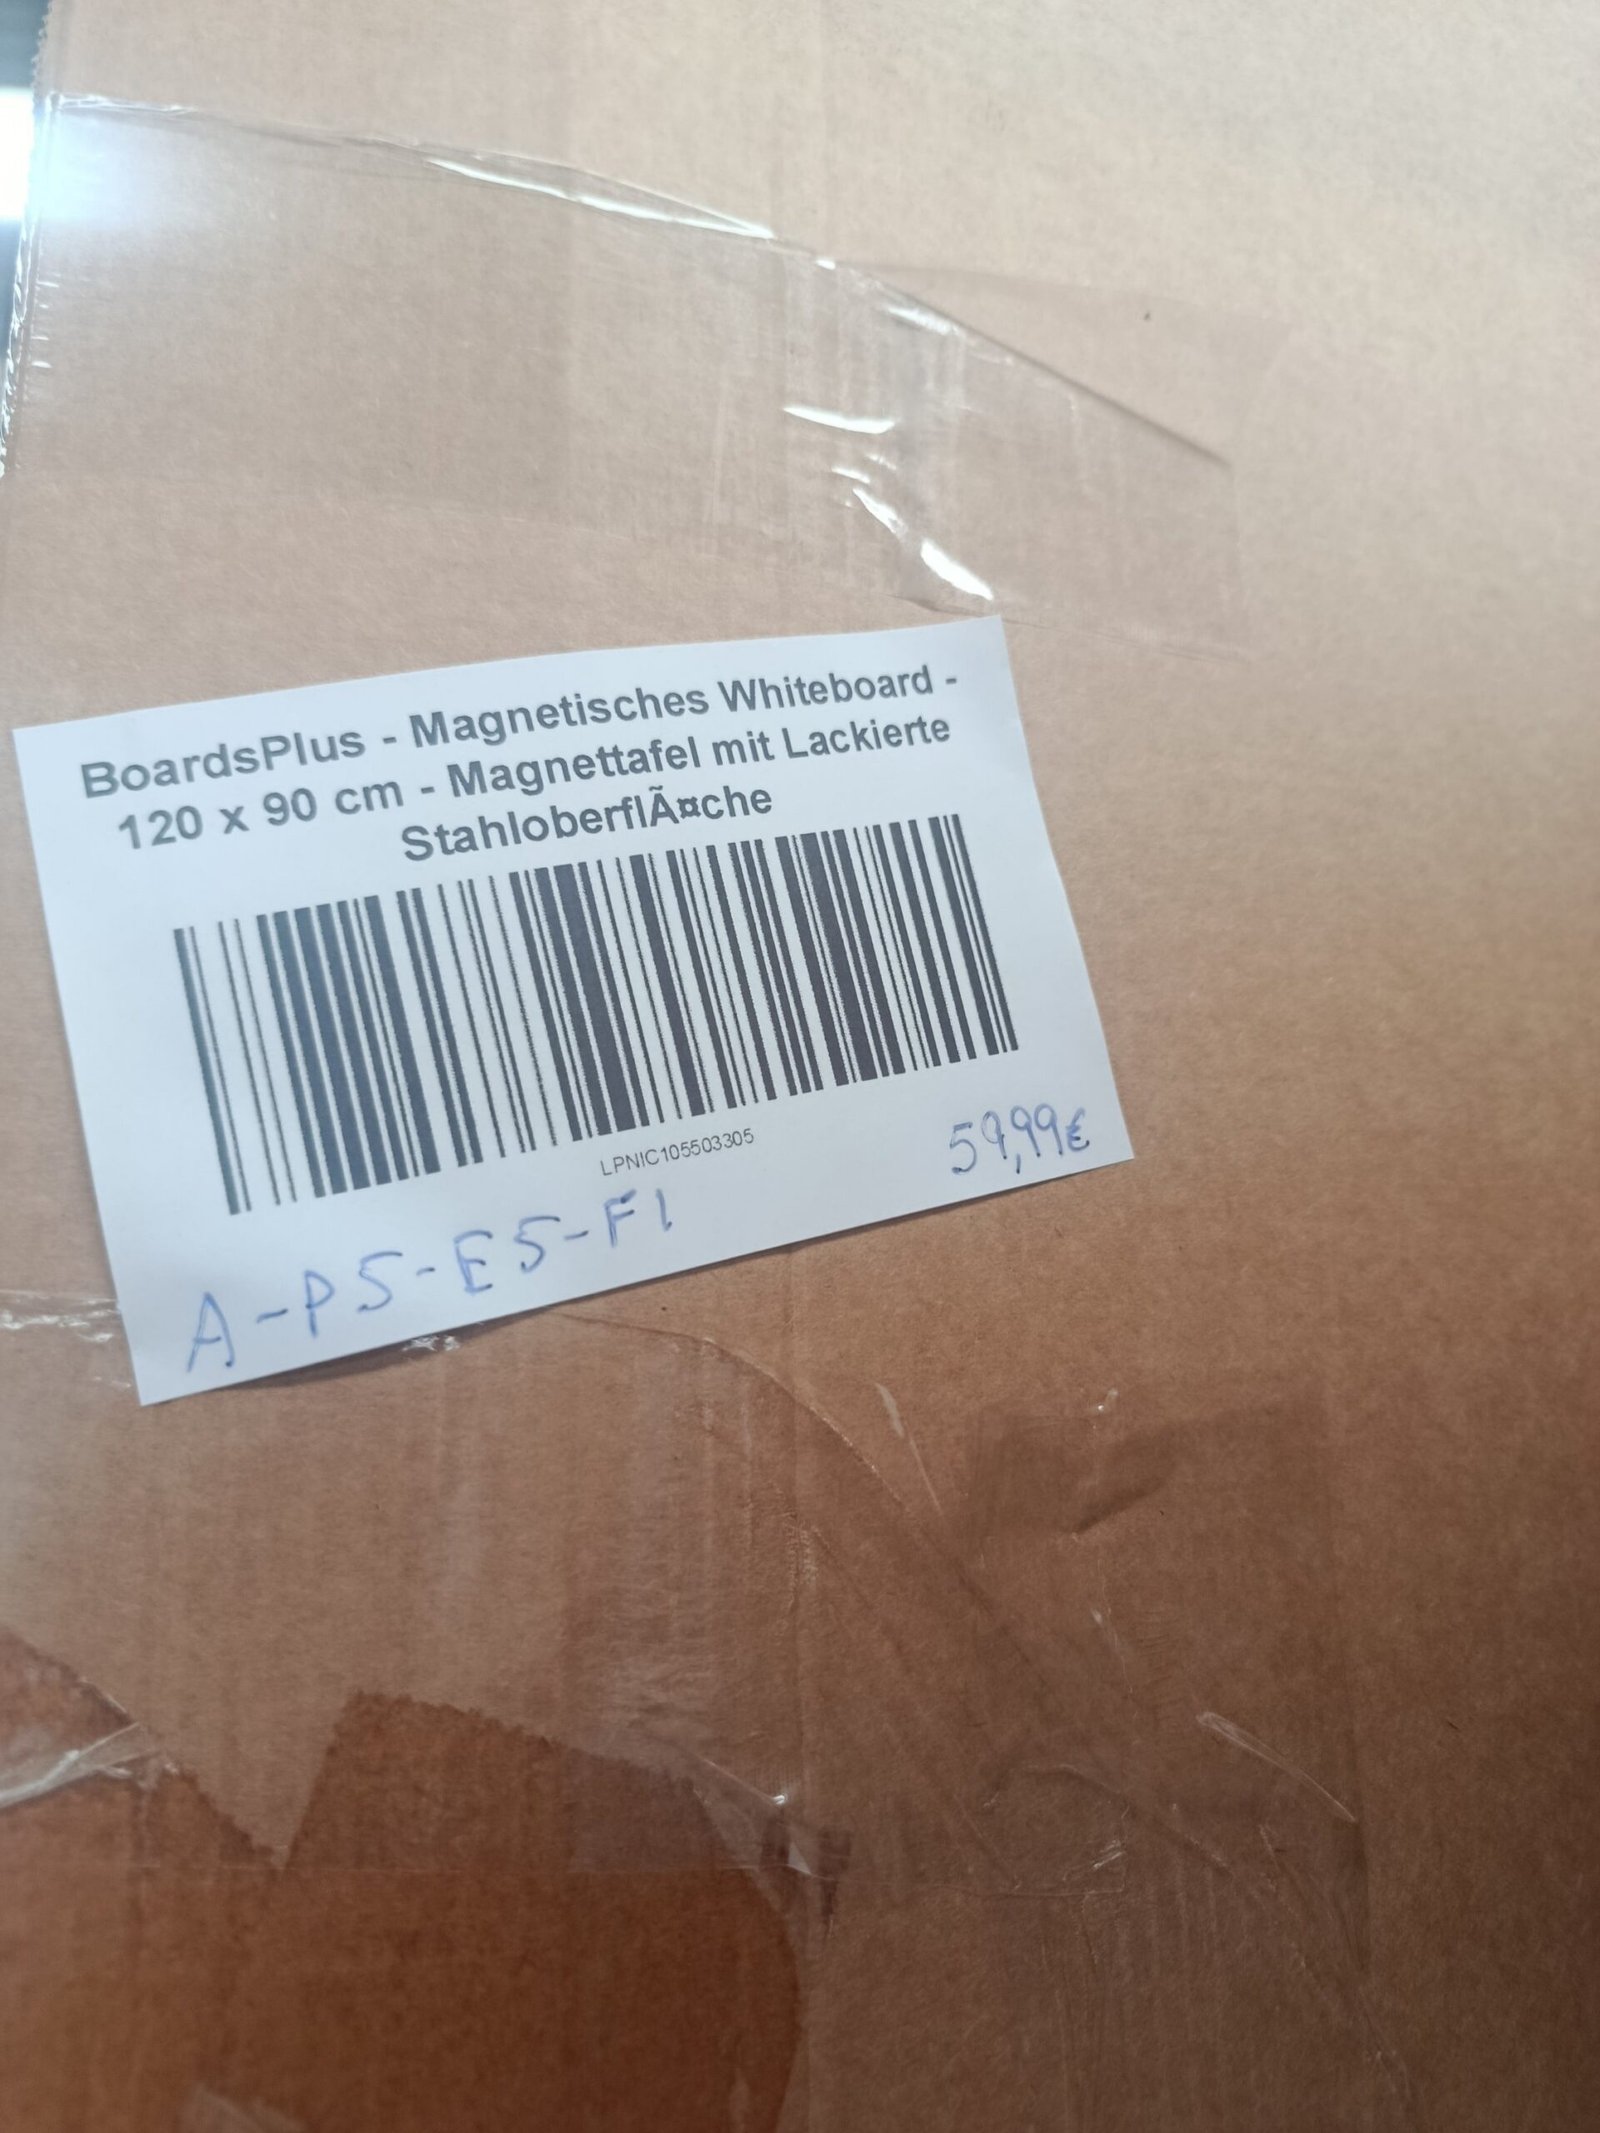 BoardsPlus - Magnetisches Whiteboard -
120 x 90 cm - Magnettafel mit Lackierte
StahloberflÃ¤che
LPNIC105503305
59,99€
A-P5-E5-F1